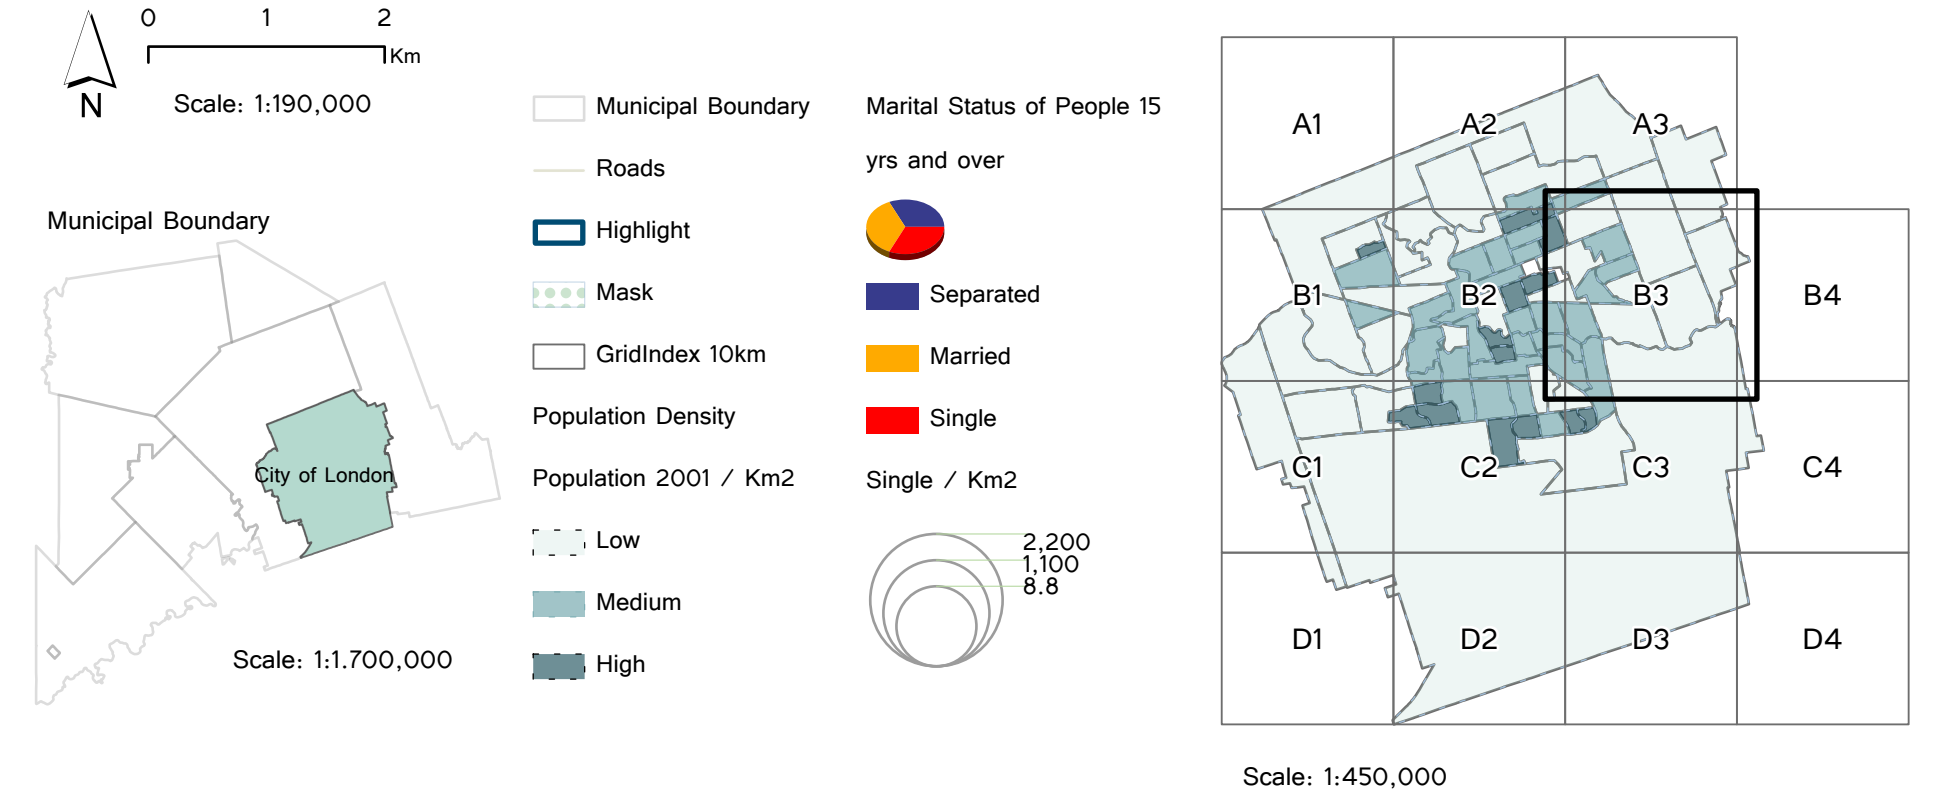 0 1 2
Km
N
Scale: 1:190,000
Municipal Boundary
City of London
Scale: 1:1.700,000
Municipal Boundary
Roads
Highlight
Mask
GridIndex 10km
Population Density
Population 2001 / Km2
Low
Medium
High
Marital Status of People 15
yrs and over
Separated
Married
Single
Single / Km2
2,200
1,100
8.8
A1 A2 A3
B1 B2 B3 B4
C1 C2 C3 C4
D1 D2 D3 D4
Scale: 1:450,000